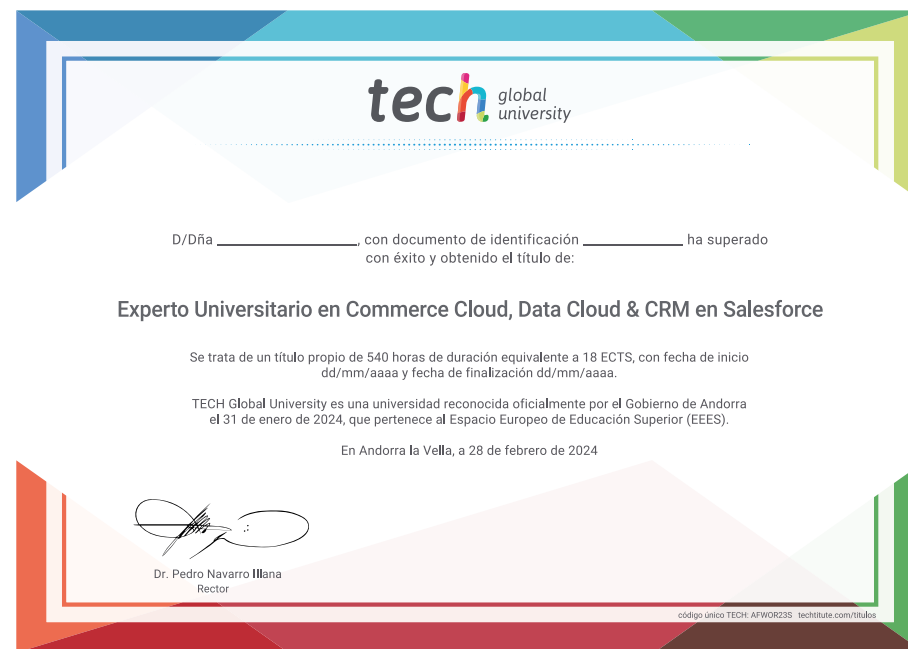 tech global university
D/Dña ________________, con documento de identificación ____________ ha superado
con éxito y obtenido el título de:
Experto Universitario en Commerce Cloud, Data Cloud & CRM en Salesforce
Se trata de un título propio de 540 horas de duración equivalente a 18 ECTS, con fecha de inicio
dd/mm/aaaa y fecha de finalización dd/mm/aaaa.
TECH Global University es una universidad reconocida oficialmente por el Gobierno de Andorra
el 31 de enero de 2024, que pertenece al Espacio Europeo de Educación Superior (EEES).
En Andorra la Vella, a 28 de febrero de 2024
Dr. Pedro Navarro Illana
Rector
código único TECH: AFWOR23S techtitute.com/titulos